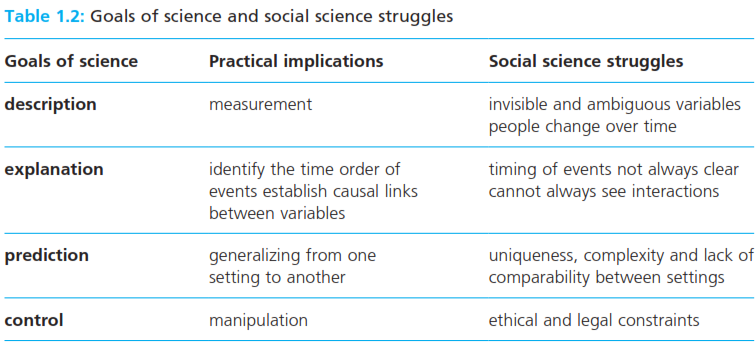 Table 1.2: Goals of science and social science struggles
Goals of science Practical implications Social science struggles
description measurement invisible and ambiguous variables
people change over time
explanation identify the time order of timing of events not always clear
events establish causal links cannot always see interactions
between variables
prediction generalizing from one uniqueness, complexity and lack of
setting to another comparability between settings
control manipulation ethical and legal constraints